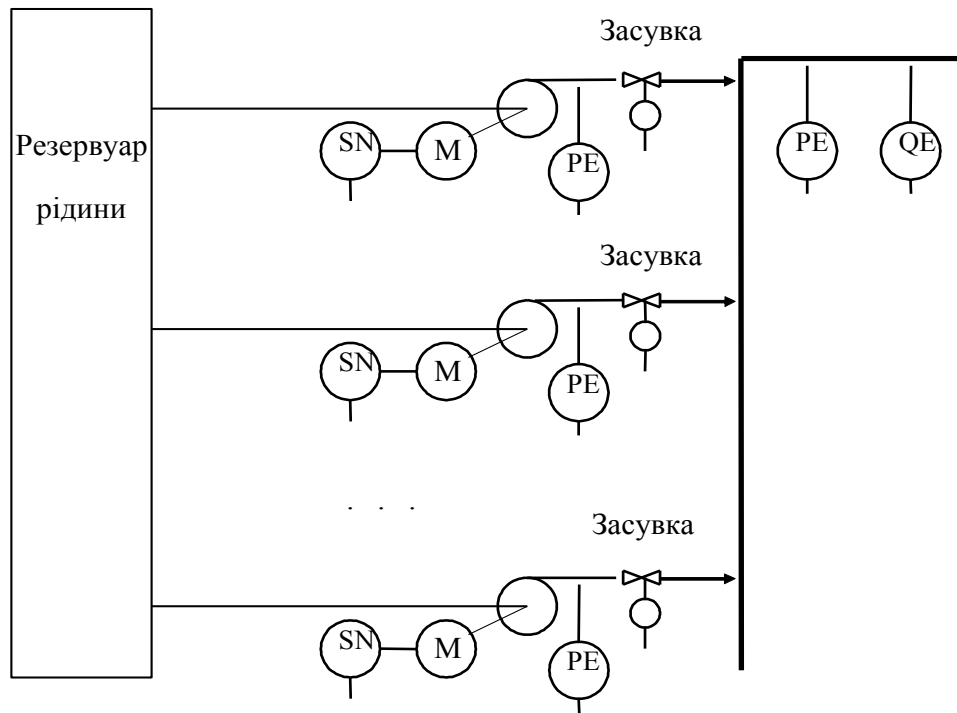 Засувка
Резервуар
рідини
SN
M
PE
PE
QE
Засувка
SN
M
PE
. . .
Засувка
SN
M
PE